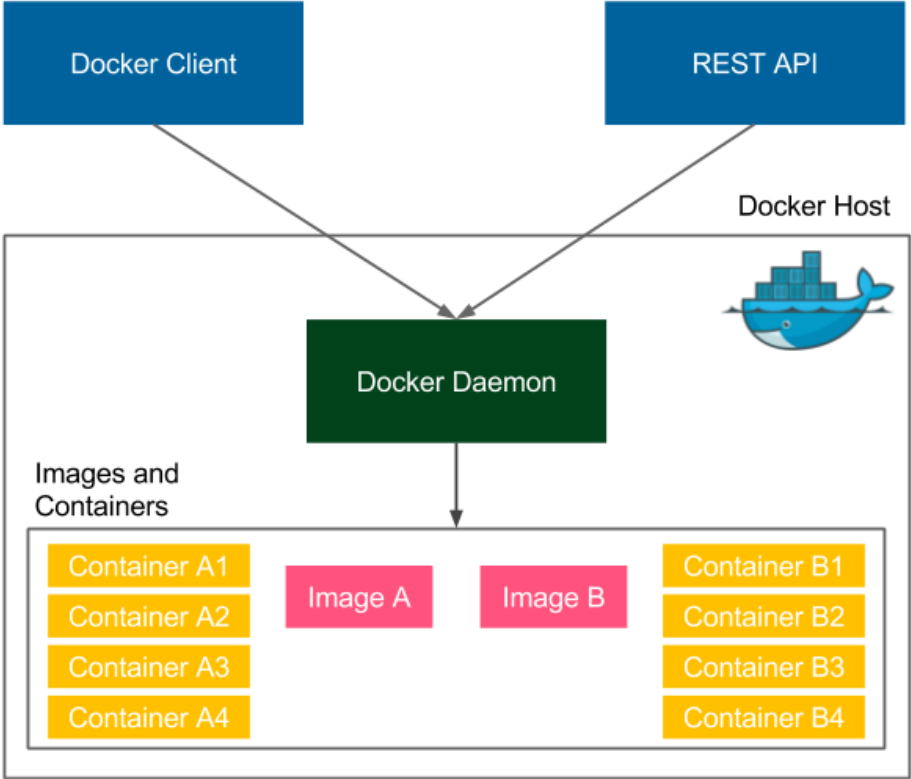 Docker Client
REST API
Docker Host
Docker Daemon
Images and
Containers
Container A1
Container A2
Container A3
Container A4
Image A
Image B
Container B1
Container B2
Container B3
Container B4